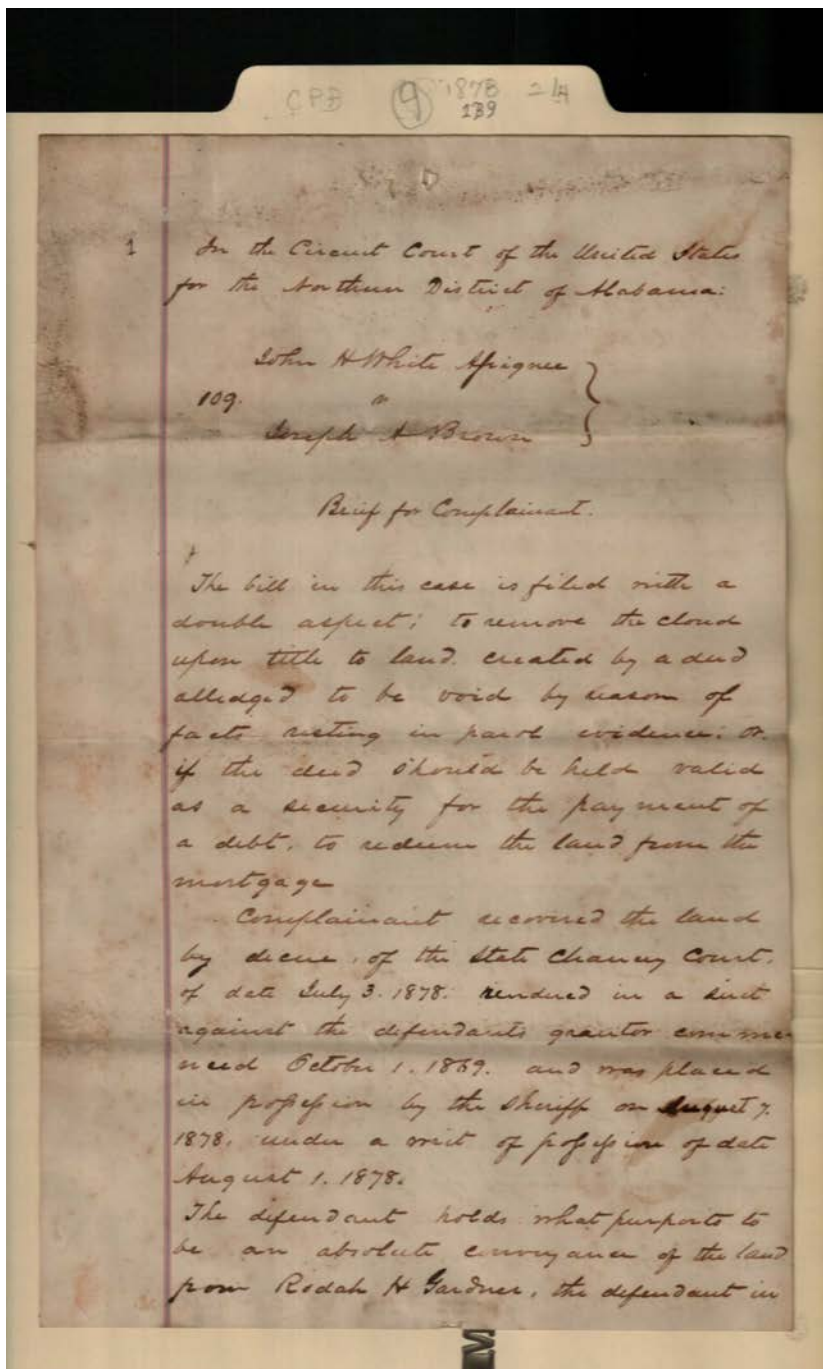 CPB 9 1878 214
239
1 In the Circuit Court of the United States
for the Northern District of Alabama:
John H White Assignee
109. vs
Joseph A Brown
Brief for Complainant.
The bill in this case is filed with a
double aspect; to remove the cloud
upon title to land. created by a deed
alledged to be void by reason of
facts resting in parol evidence; or.
if the deed should be held valid
as a security for the payment of
a debt, to redeem the land from the
mortgage
Complainant recovered the land
by decree, of the State Chancery Court.
of date July 3. 1878. rendered in a suit
against the defendants grantor comme
nced October 1. 1869. and was placed
in possession by the Sheriff on August 7.
1878. under a writ of possession of date
August 1. 1878.
The defendant holds what purports to
be an absolute conveyance of the land
from Rodah H Gardner, the defendant in